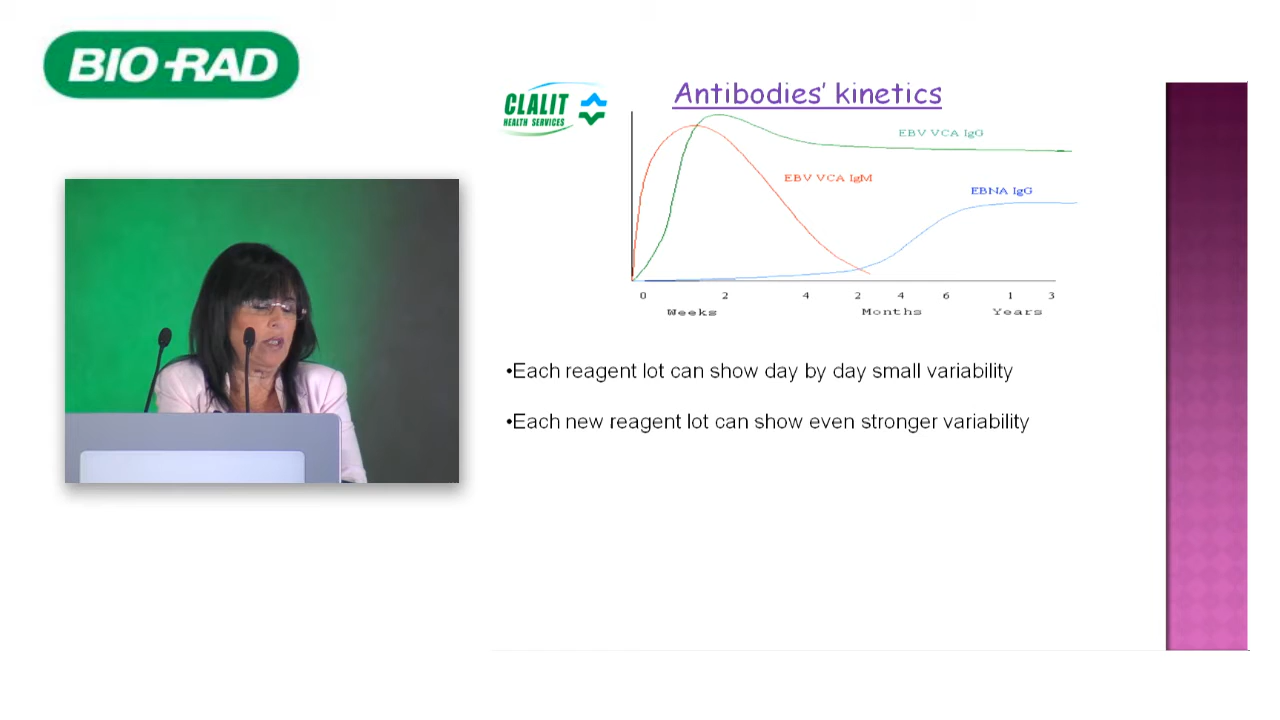 BIO-RAD
CLALIT
HEALTH SERVICES
Antibodies' kinetics
EBV VCA IgG
EBV VCA IgM
EBNA IgG
0 2 4 2 4 6 1 3
Weeks Months Years
•Each reagent lot can show day by day small variability
•Each new reagent lot can show even stronger variability